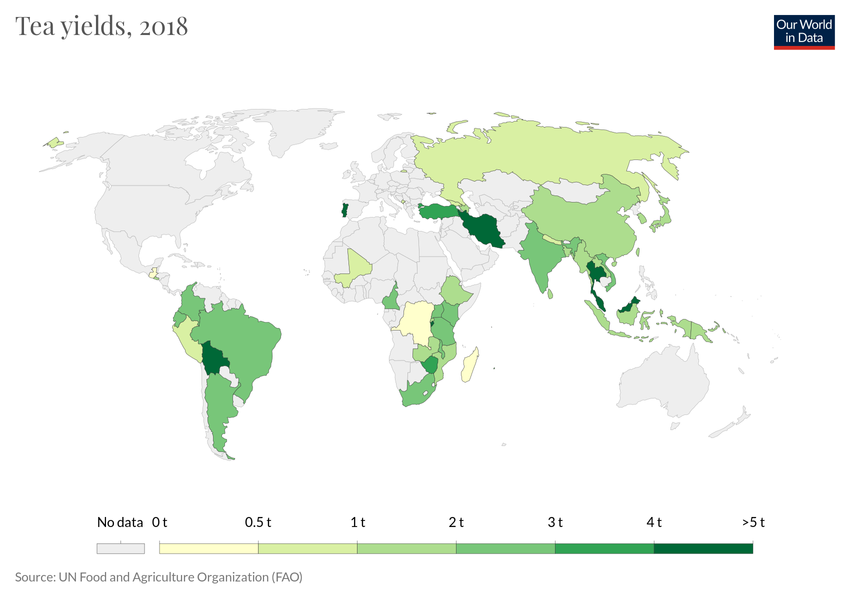 Tea yields, 2018
Our World
in Data
No data 0 t 0.5 t 1 t 2 t 3 t 4 t >5 t
Source: UN Food and Agriculture Organization (FAO)